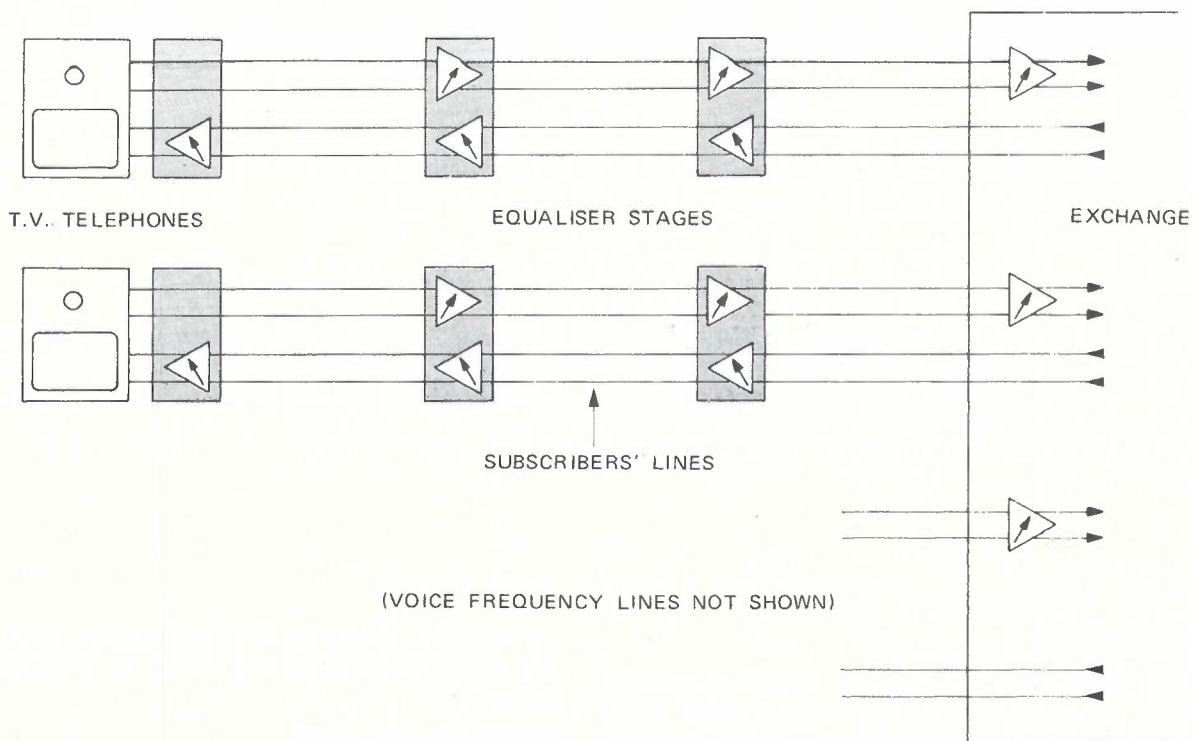 T.V. TELEPHONES
EQUALISER STAGES
EXCHANGE
SUBSCRIBERS' LINES
(VOICE FREQUENCY LINES NOT SHOWN)